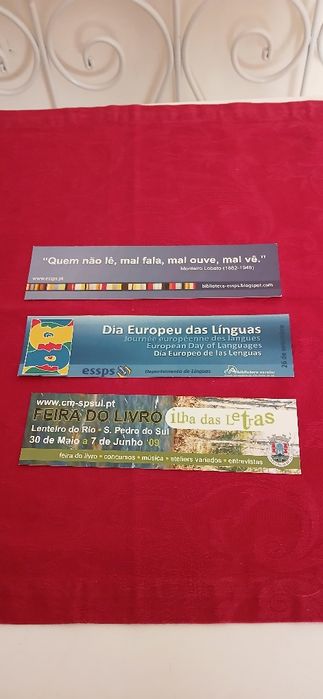 "Quem não lê, mal fala, mal ouve, mal vê."
Monteiro Lobato (1882-1948)
www.essps.pt
biblioteca-essps.blogspot.com
Dia Europeu das Línguas
Journée européenne des langues
European Day of Languages
Dia Europeo de las Lenguas
26 de setembro
essps
Departamento de Línguas
biblioteca escolar
www.cm-spsul.pt
FEIRA DO LIVRO
ilha das Letras
Lenteiro do Rio - S. Pedro do Sul
30 de Maio a 7 de Junho '09
feira do livro • concursos • música • ateliers variados • entrevistas